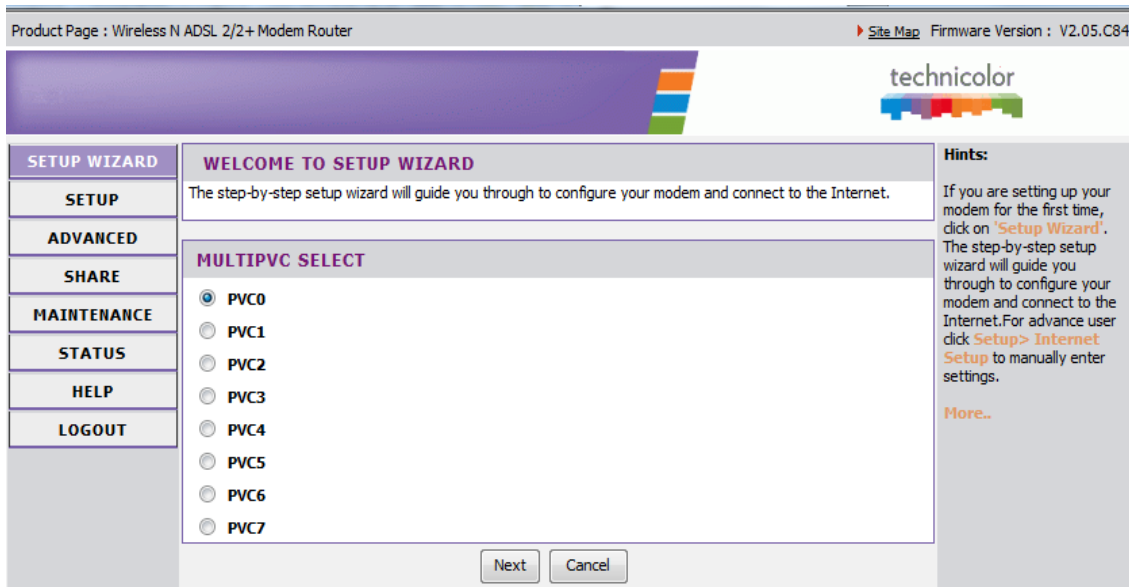 Product Page : Wireless N ADSL 2/2+ Modem Router
Site Map Firmware Version : V2.05.C84
technicolor
SETUP WIZARD
SETUP
ADVANCED
SHARE
MAINTENANCE
STATUS
HELP
LOGOUT
WELCOME TO SETUP WIZARD
The step-by-step setup wizard will guide you through to configure your modem and connect to the Internet.
MULTIPVC SELECT
PVC0
PVC1
PVC2
PVC3
PVC4
PVC5
PVC6
PVC7
Next Cancel
Hints:
If you are setting up your
modem for the first time,
click on 'Setup Wizard'.
The step-by-step setup
wizard will guide you
through to configure your
modem and connect to the
Internet.For advance user
click Setup> Internet
Setup to manually enter
settings.
More..